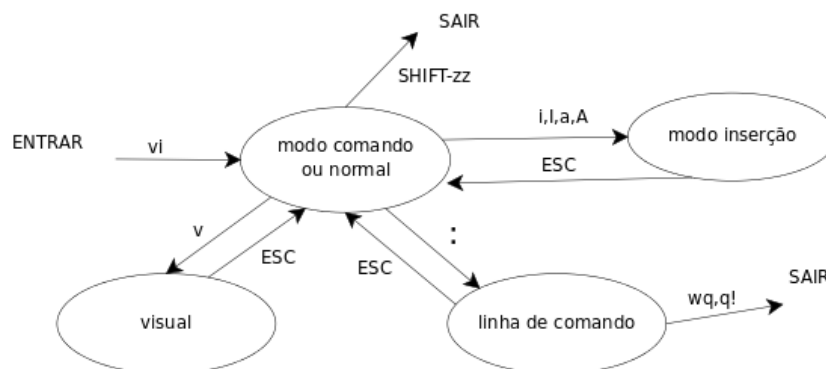 SAIR
SHIFT-zz
ENTRAR
vi
modo comando
ou normal
i,I,a,A
modo inserção
ESC
v
ESC
ESC
:
visual
linha de comando
wq,q!
SAIR